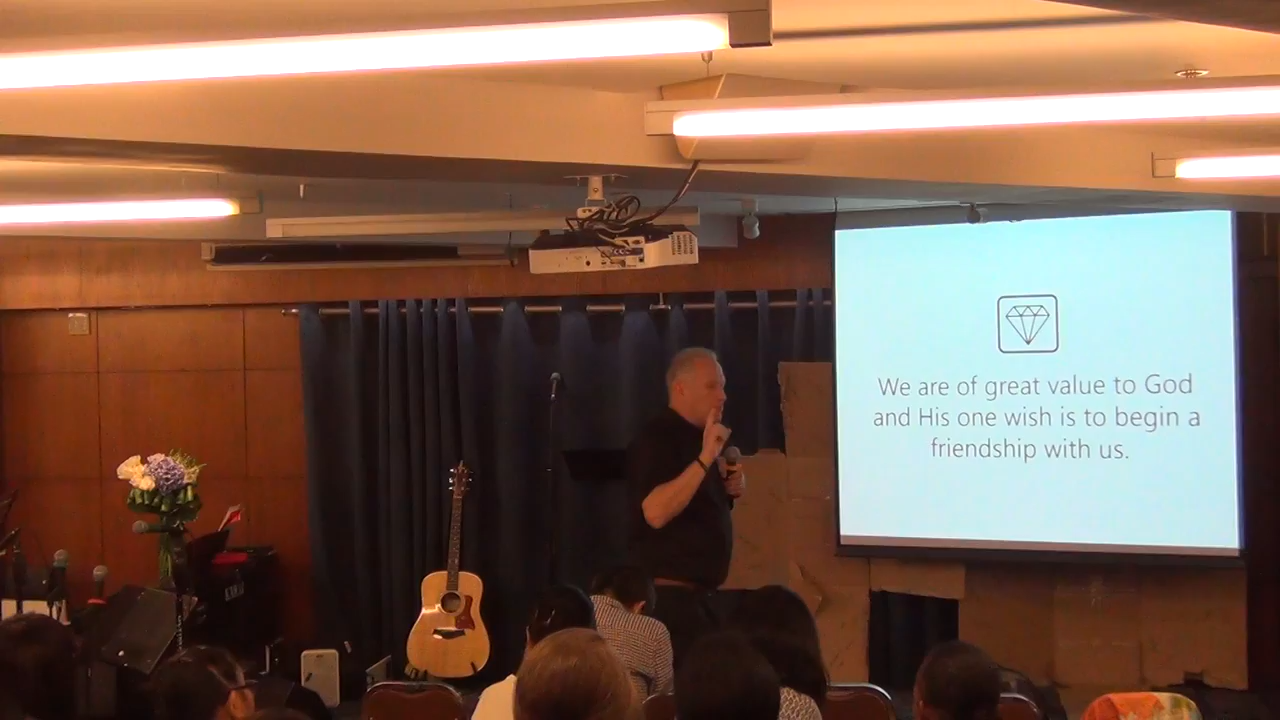 We are of great value to God
and His one wish is to begin a
friendship with us.